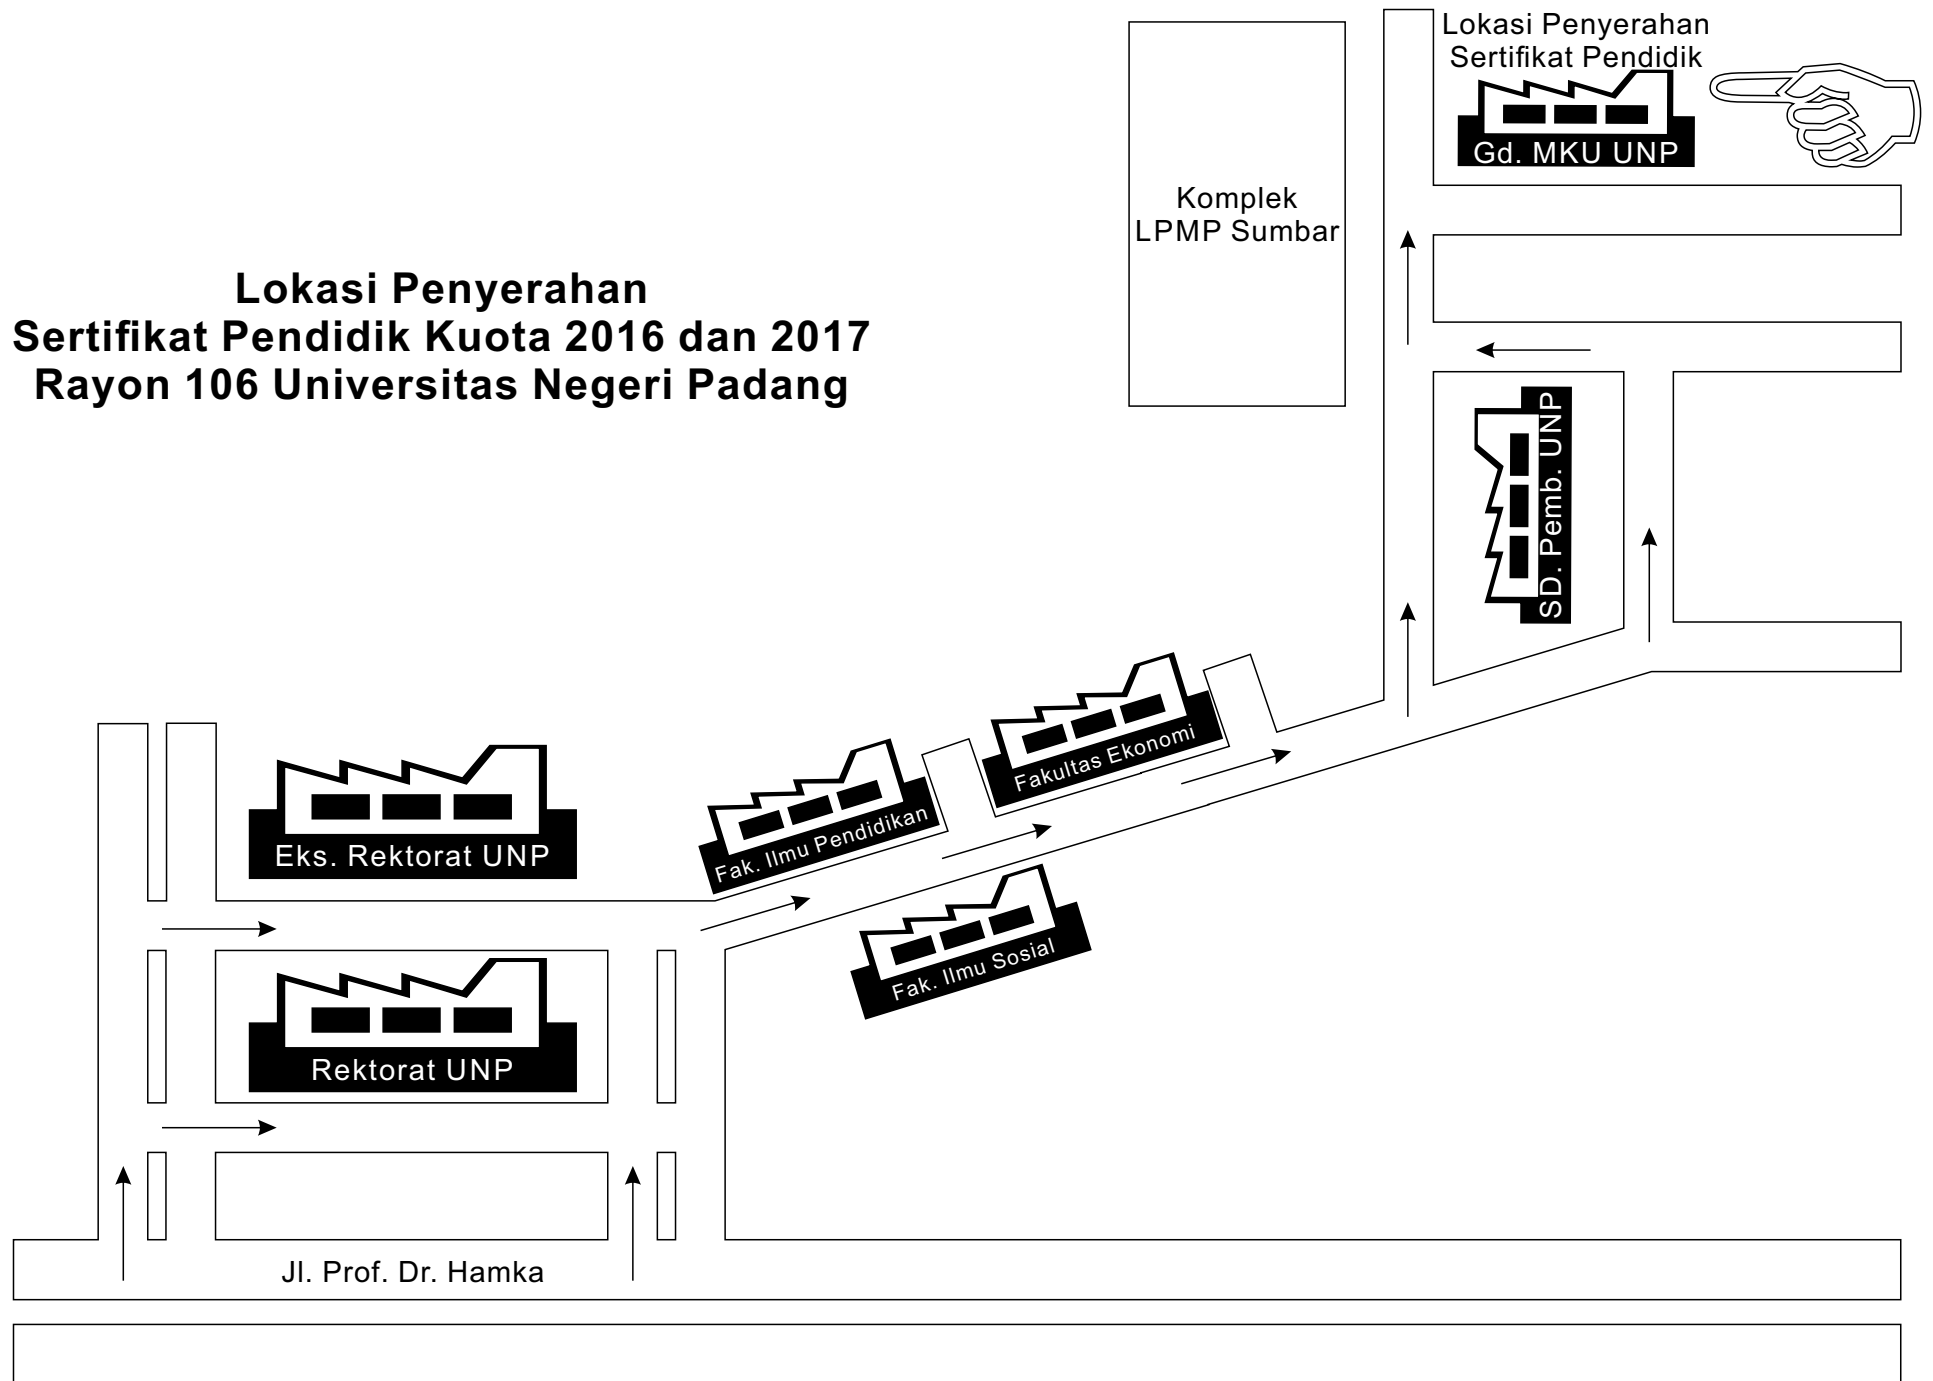 Lokasi Penyerahan
Sertifikat Pendidik
Gd. MKU UNP
Komplek
LPMP Sumbar
Lokasi Penyerahan
Sertifikat Pendidik Kuota 2016 dan 2017
Rayon 106 Universitas Negeri Padang
SD. Pemb. UNP
Fakultas Ekonomi
Fak. Ilmu Pendidikan
Eks. Rektorat UNP
Fak. Ilmu Sosial
Rektorat UNP
Jl. Prof. Dr. Hamka